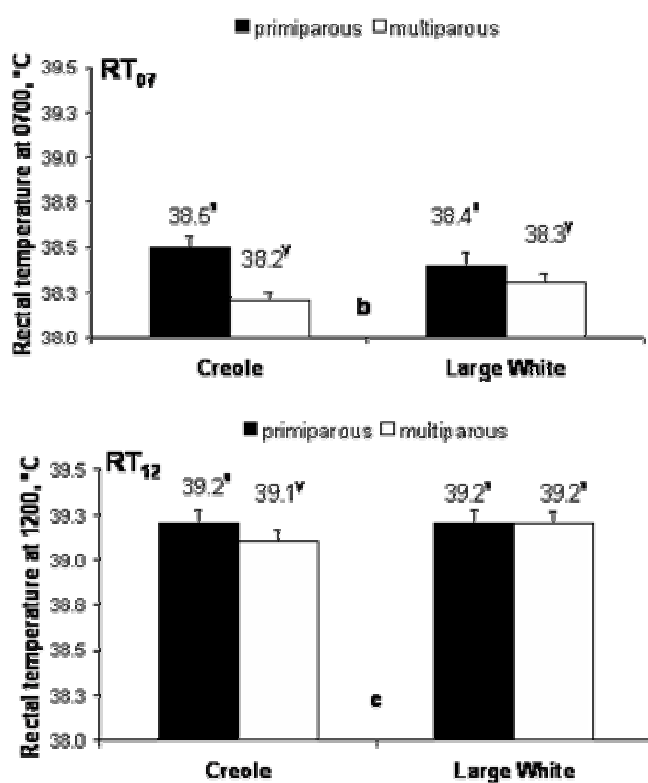 ■ primiparous □ multiparous
RT07
Rectal temperature at 0700, °C
39.5
39.3
39.0
38.8
38.5
38.3
38.0
38.6x
38.2y
38.4x
38.3y
b
Creole
Large White
■ primiparous □ multiparous
RT12
Rectal temperature at 1200, °C
39.5
39.3
39.0
38.8
38.5
38.3
38.0
39.2x
39.1y
39.2x
39.2x
e
Creole
Large White